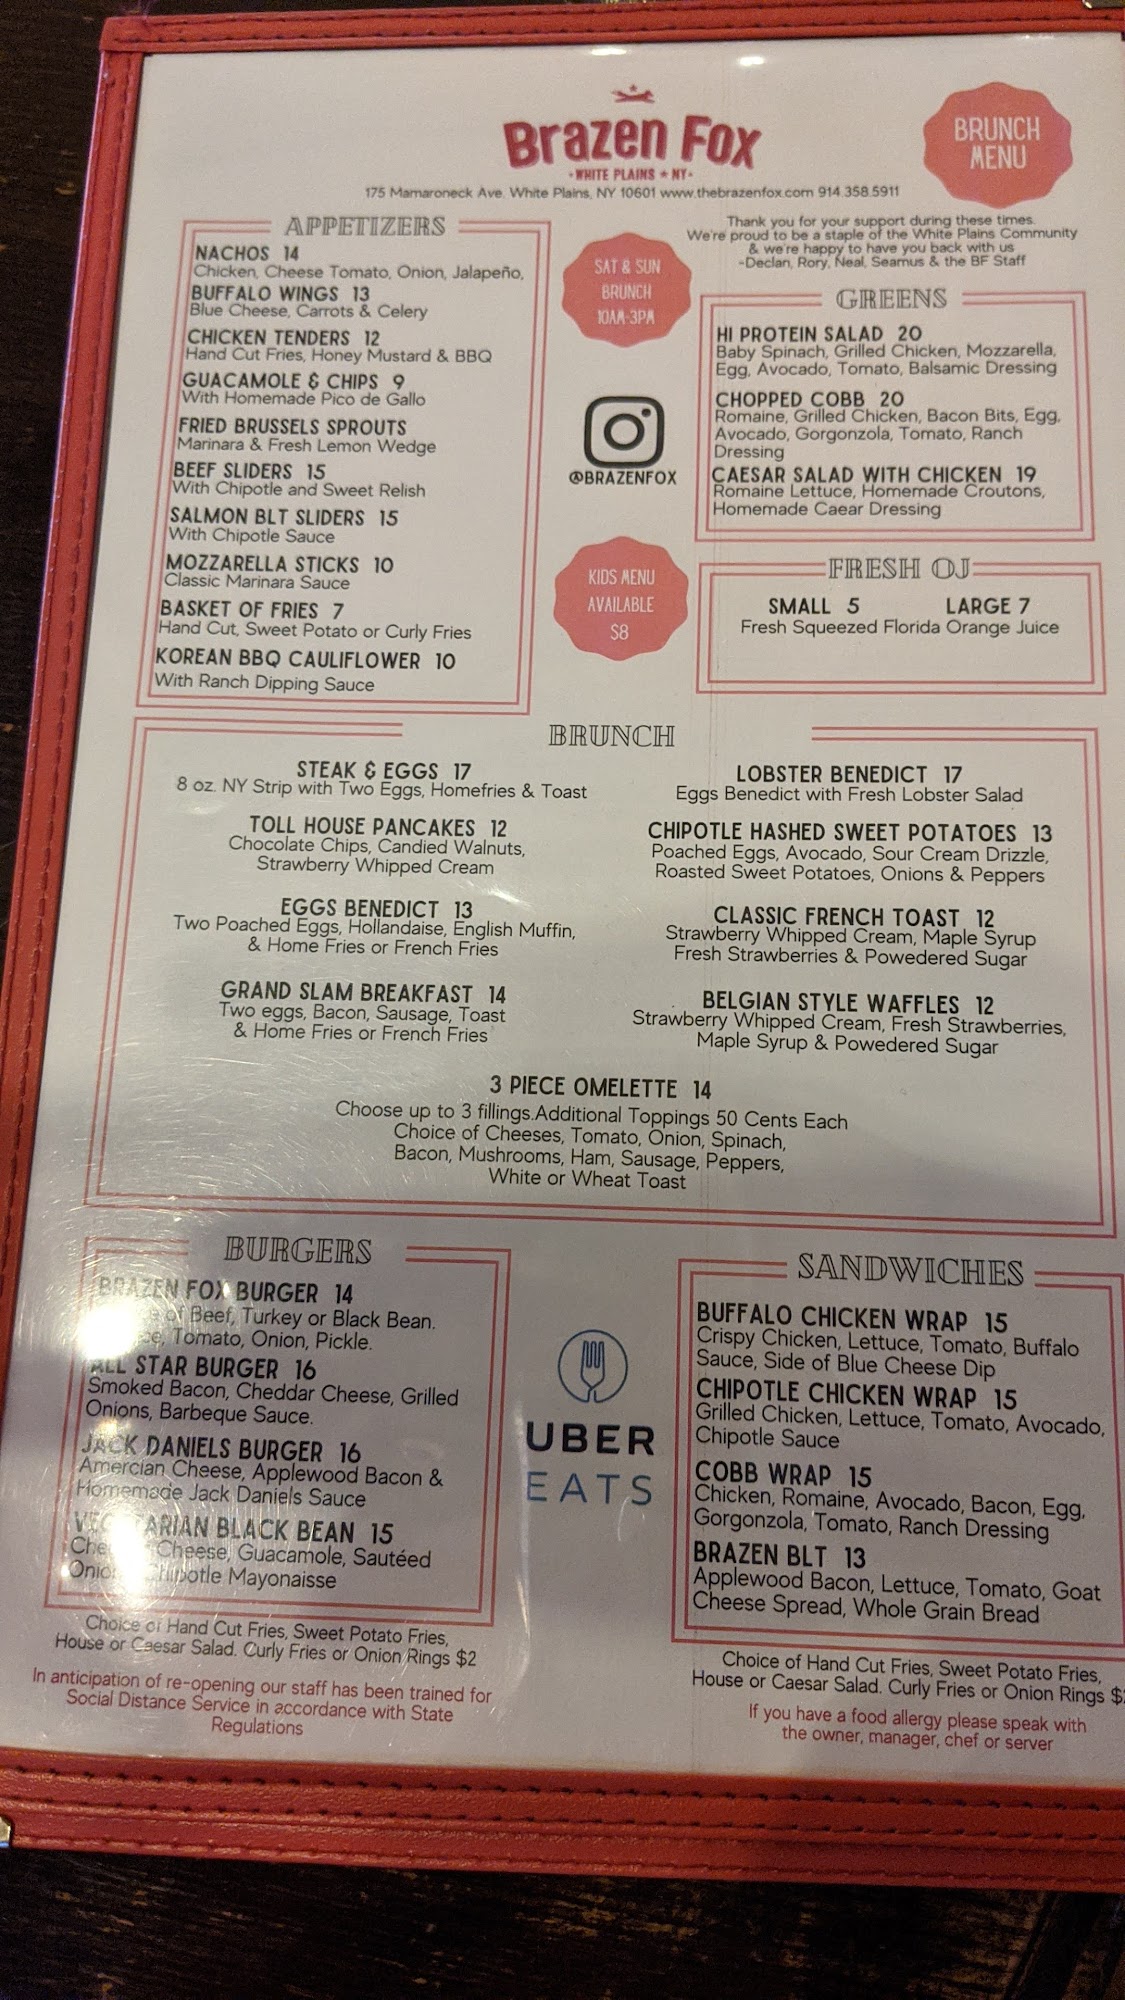 Brazen Fox
WHITE PLAINS ★ NY
BRUNCH
MENU
175 Mamaroneck Ave. White Plains, NY 10601 www.thebrazenfox.com 914.358.5911
Thank you for your support during these times.
We're proud to be a staple of the White Plains Community
& we're happy to have you back with us
-Declan, Rory, Neal, Seamus & the BF Staff
APPETIZERS
NACHOS 14
Chicken, Cheese Tomato, Onion, Jalapeño,
BUFFALO WINGS 13
Blue Cheese, Carrots & Celery
CHICKEN TENDERS 12
Hand Cut Fries, Honey Mustard & BBQ
GUACAMOLE & CHIPS 9
With Homemade Pico de Gallo
FRIED BRUSSELS SPROUTS
Marinara & Fresh Lemon Wedge
BEEF SLIDERS 15
With Chipotle and Sweet Relish
SALMON BLT SLIDERS 15
With Chipotle Sauce
MOZZARELLA STICKS 10
Classic Marinara Sauce
BASKET OF FRIES 7
Hand Cut, Sweet Potato or Curly Fries
KOREAN BBQ CAULIFLOWER 10
With Ranch Dipping Sauce
SAT & SUN
BRUNCH
10AM-3PM
@BRAZENFOX
KIDS MENU
AVAILABLE
$8
GREENS
HI PROTEIN SALAD 20
Baby Spinach, Grilled Chicken, Mozzarella,
Egg, Avocado, Tomato, Balsamic Dressing
CHOPPED COBB 20
Romaine, Grilled Chicken, Bacon Bits, Egg,
Avocado, Gorgonzola, Tomato, Ranch
Dressing
CAESAR SALAD WITH CHICKEN 19
Romaine Lettuce, Homemade Croutons,
Homemade Caear Dressing
FRESH OJ
SMALL 5 LARGE 7
Fresh Squeezed Florida Orange Juice
BRUNCH
STEAK & EGGS 17
8 oz. NY Strip with Two Eggs, Homefries & Toast
TOLL HOUSE PANCAKES 12
Chocolate Chips, Candied Walnuts,
Strawberry Whipped Cream
EGGS BENEDICT 13
Two Poached Eggs, Hollandaise, English Muffin,
& Home Fries or French Fries
GRAND SLAM BREAKFAST 14
Two eggs, Bacon, Sausage, Toast
& Home Fries or French Fries
LOBSTER BENEDICT 17
Eggs Benedict with Fresh Lobster Salad
CHIPOTLE HASHED SWEET POTATOES 13
Poached Eggs, Avocado, Sour Cream Drizzle,
Roasted Sweet Potatoes, Onions & Peppers
CLASSIC FRENCH TOAST 12
Strawberry Whipped Cream, Maple Syrup
Fresh Strawberries & Powedered Sugar
BELGIAN STYLE WAFFLES 12
Strawberry Whipped Cream, Fresh Strawberries,
Maple Syrup & Powedered Sugar
3 PIECE OMELETTE 14
Choose up to 3 fillings.Additional Toppings 50 Cents Each
Choice of Cheeses, Tomato, Onion, Spinach,
Bacon, Mushrooms, Ham, Sausage, Peppers,
White or Wheat Toast
BURGERS
BRAZEN FOX BURGER 14
of Beef, Turkey or Black Bean.
Tomato, Onion, Pickle.
ALL STAR BURGER 16
Smoked Bacon, Cheddar Cheese, Grilled
Onions, Barbeque Sauce.
JACK DANIELS BURGER 16
Amercian Cheese, Applewood Bacon &
Homemade Jack Daniels Sauce
VEGETARIAN BLACK BEAN 15
Cheese, Guacamole, Sautéed
Chipotle Mayonaisse
Choice or Hand Cut Fries, Sweet Potato Fries,
House or Caesar Salad. Curly Fries or Onion Rings $2
In anticipation of re-opening our staff has been trained for
Social Distance Service in accordance with State
Regulations
UBER
EATS
SANDWICHES
BUFFALO CHICKEN WRAP 15
Crispy Chicken, Lettuce, Tomato, Buffalo
Sauce, Side of Blue Cheese Dip
CHIPOTLE CHICKEN WRAP 15
Grilled Chicken, Lettuce, Tomato, Avocado,
Chipotle Sauce
COBB WRAP 15
Chicken, Romaine, Avocado, Bacon, Egg,
Gorgonzola, Tomato, Ranch Dressing
BRAZEN BLT 13
Applewood Bacon, Lettuce, Tomato, Goat
Cheese Spread, Whole Grain Bread
Choice of Hand Cut Fries, Sweet Potato Fries,
House or Caesar Salad. Curly Fries or Onion Rings
If you have a food allergy please speak with
the owner, manager, chef or server